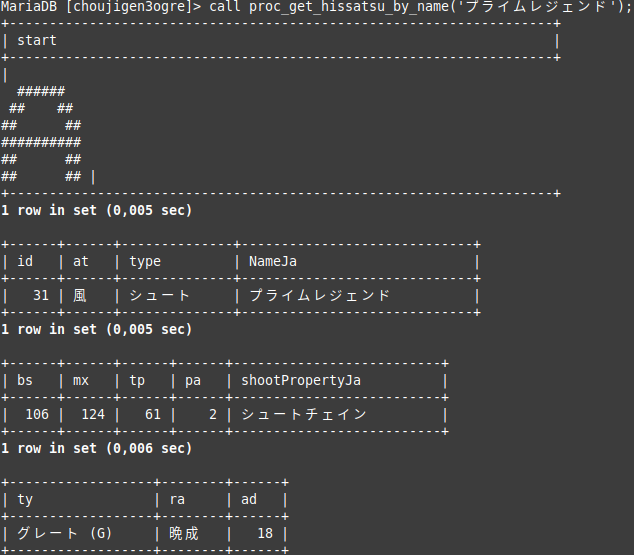 MariaDB [choujigen3ogre]> call proc_get_hissatsu_by_name('プライムレジェンド');
+--------------------------------------------------------------------+
| start                                                              |
+--------------------------------------------------------------------+
|
  ######
 ##    ##
##      ##
##########
##      ##
##      ## |
+--------------------------------------------------------------------+
1 row in set (0,005 sec)

+------+------+--------------+-----------------------------+
| id   | at   | type         | NameJa                      |
+------+------+--------------+-----------------------------+
|   31 | 風   | シュート     | プライムレジェンド          |
+------+------+--------------+-----------------------------+
1 row in set (0,005 sec)

+------+------+------+------+--------------------------+
| bs   | mx   | tp   | pa   | shootPropertyJa          |
+------+------+------+------+--------------------------+
|  106 |  124 |   61 |    2 | シュートチェイン         |
+------+------+------+------+--------------------------+
1 row in set (0,006 sec)

+------------------+--------+------+
| ty               | ra     | ad   |
+------------------+--------+------+
| グレート (G)     | 晩成   |   18 |
+------------------+--------+------+